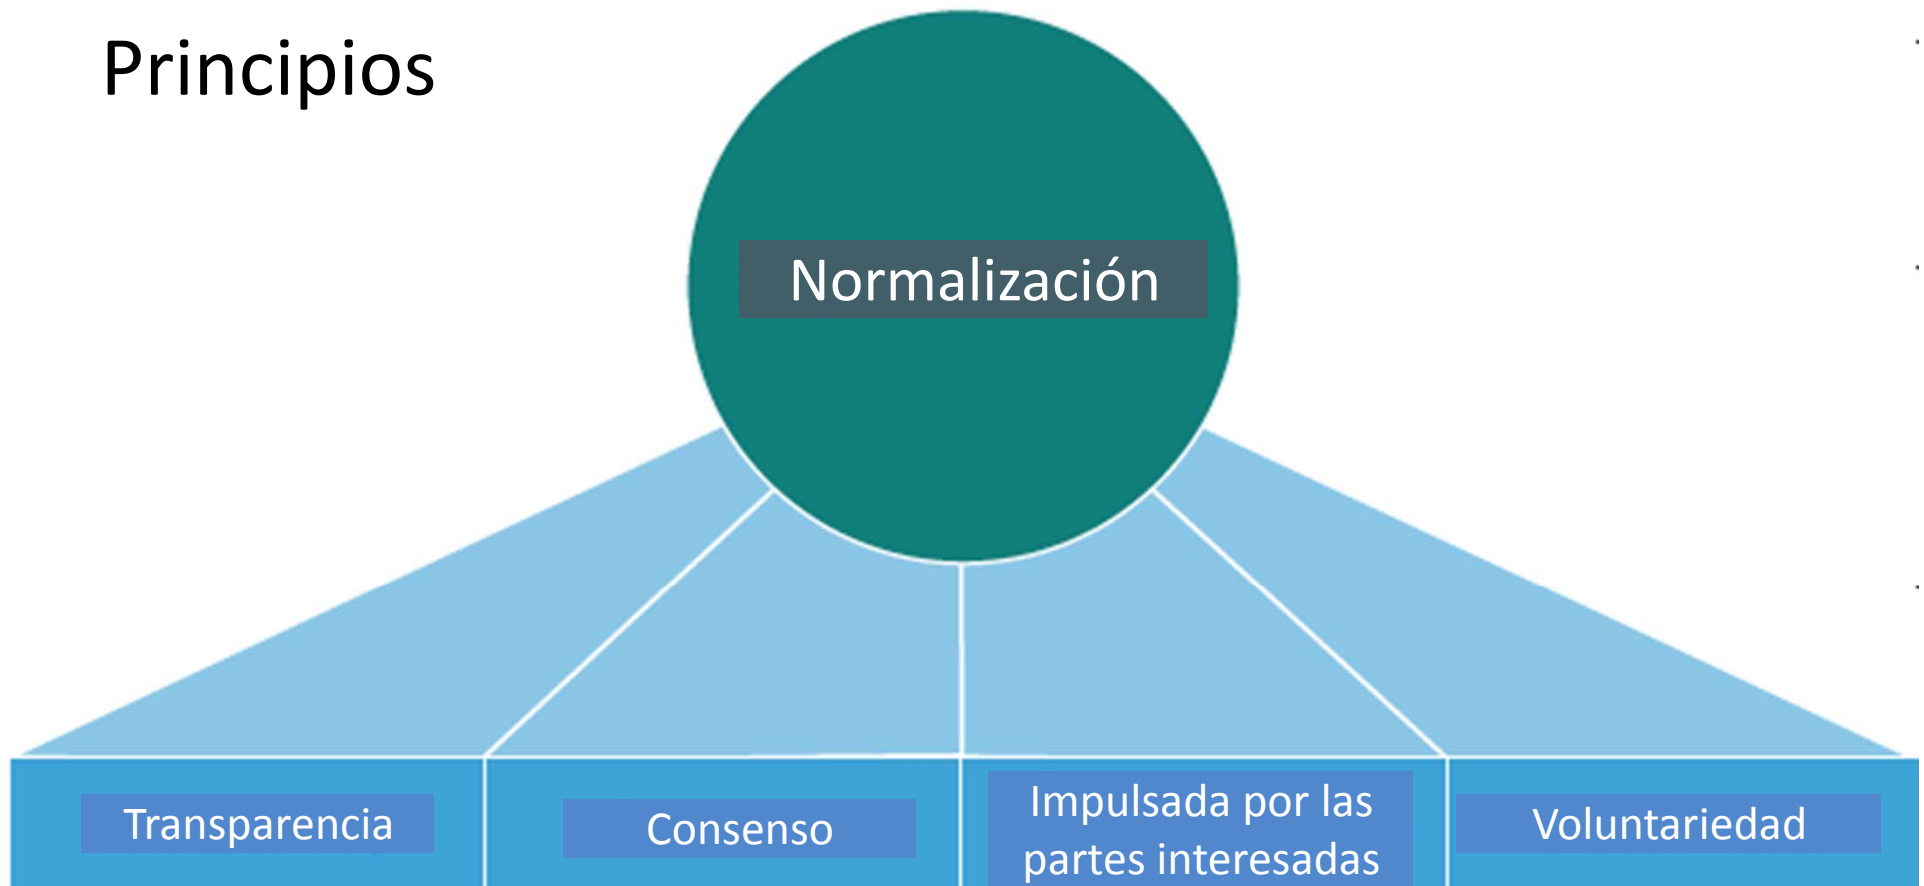 Principios
Normalización
Transparencia
Consenso
Impulsada por las
partes interesadas
Voluntariedad